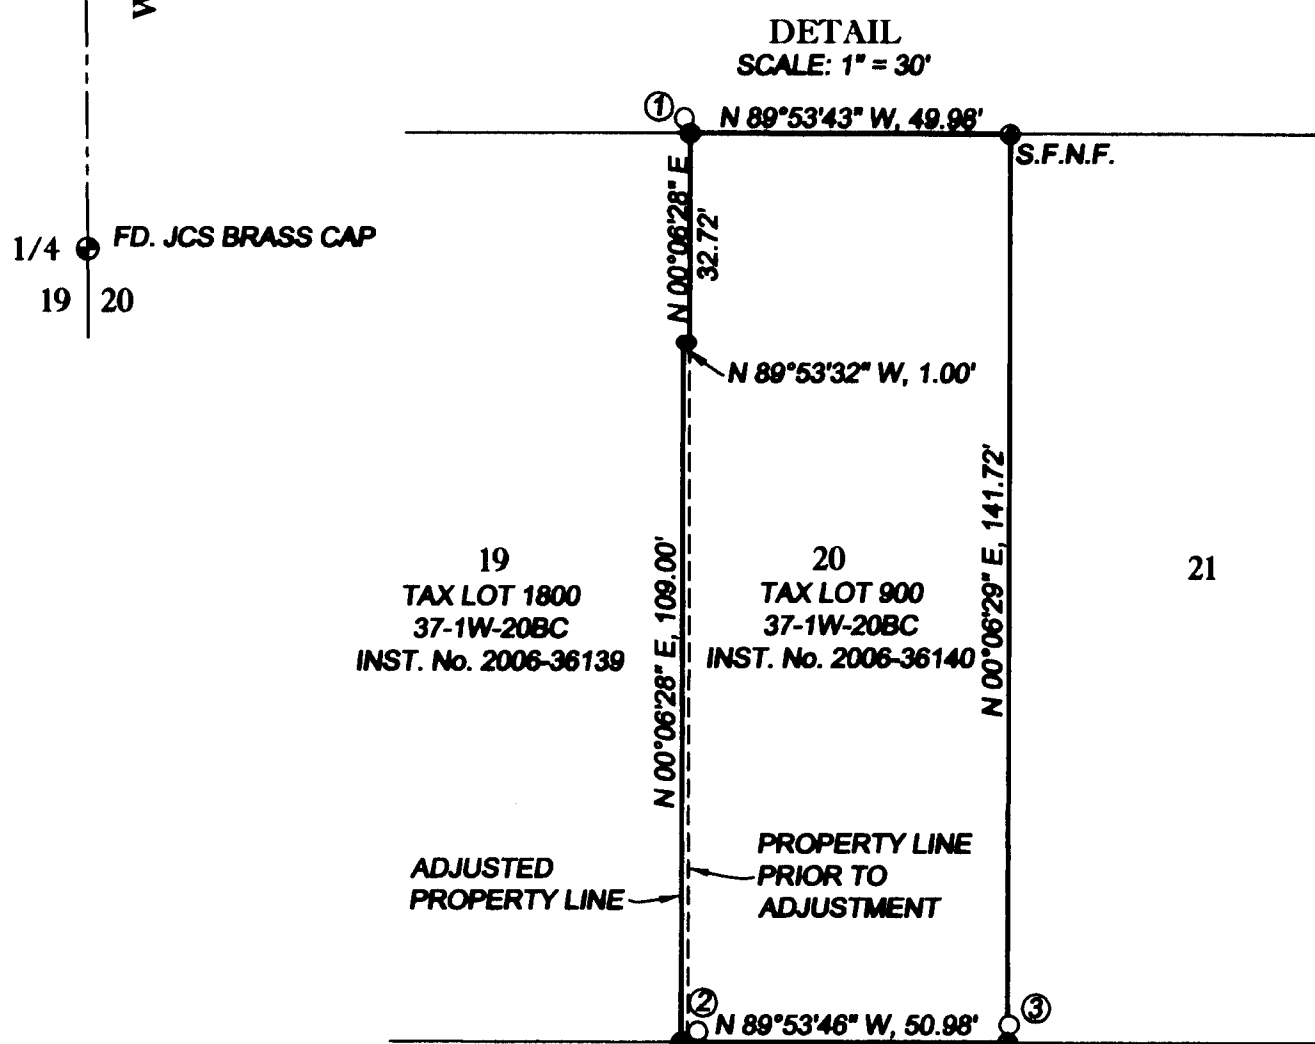 W
DETAIL
SCALE: 1" = 30'
1
N 89°53'43" W, 49.98'
S.F.N.F.
N 00°06'28" E
32.72'
1/4
FD. JCS BRASS CAP
19
20
N 89°53'32" W, 1.00'
N 00°06'28" E, 109.00'
N 00°06'29" E, 141.72'
19
TAX LOT 1800
37-1W-20BC
INST. No. 2006-36139
20
TAX LOT 900
37-1W-20BC
INST. No. 2006-36140
21
ADJUSTED
PROPERTY LINE
PROPERTY LINE
PRIOR TO
ADJUSTMENT
2
N 89°53'46" W, 50.98'
3